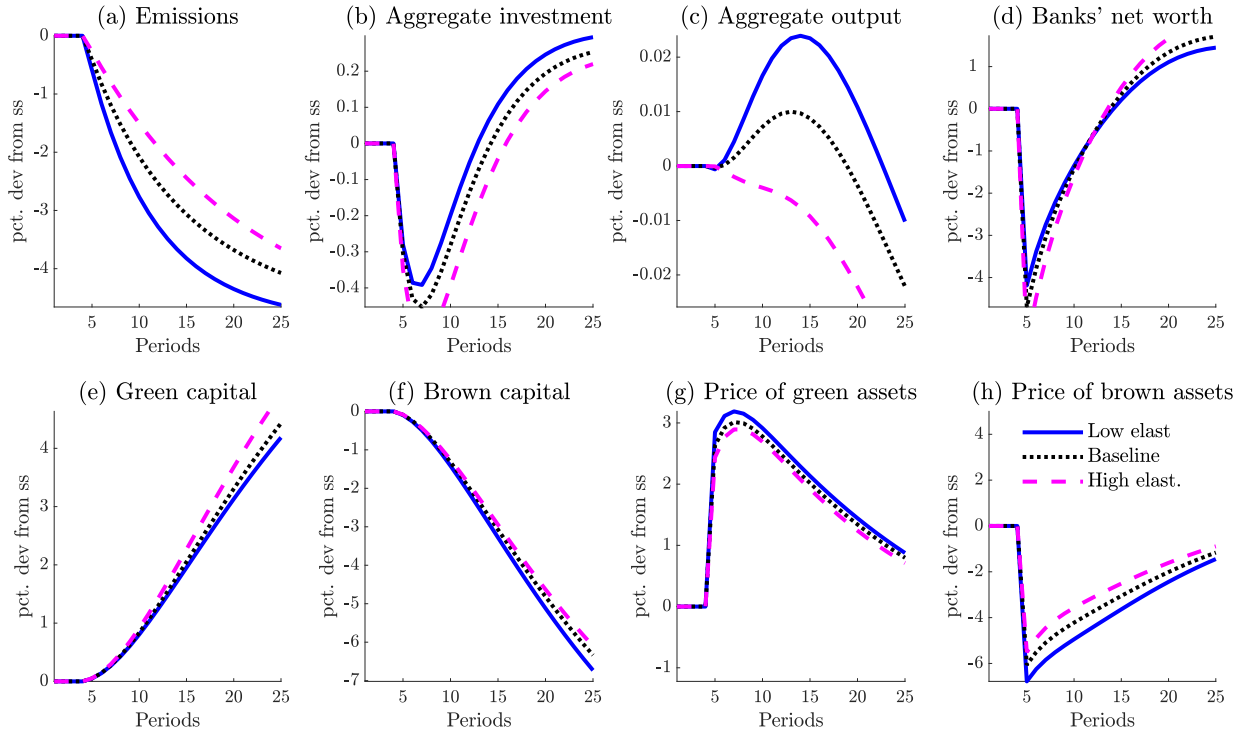 (a) Emissions
(b) Aggregate investment
(c) Aggregate output
(d) Banks' net worth
pct. dev from ss
0
-1
-2
-3
-4
5 10 15 20 25
Periods
pct. dev from ss
0.2
0.1
0
-0.1
-0.2
-0.3
-0.4
5 10 15 20 25
Periods
pct. dev from ss
0.02
0.01
0
-0.01
-0.02
5 10 15 20 25
Periods
pct. dev from ss
1
0
-1
-2
-3
-4
5 10 15 20 25
Periods
(e) Green capital
(f) Brown capital
(g) Price of green assets
(h) Price of brown assets
pct. dev from ss
4
3
2
1
0
5 10 15 20 25
Periods
pct. dev from ss
0
-1
-2
-3
-4
-5
-6
-7
5 10 15 20 25
Periods
pct. dev from ss
3
2
1
0
-1
5 10 15 20 25
Periods
pct. dev from ss
4
2
0
-2
-4
-6
5 10 15 20 25
Periods
Low elast
Baseline
High elast.